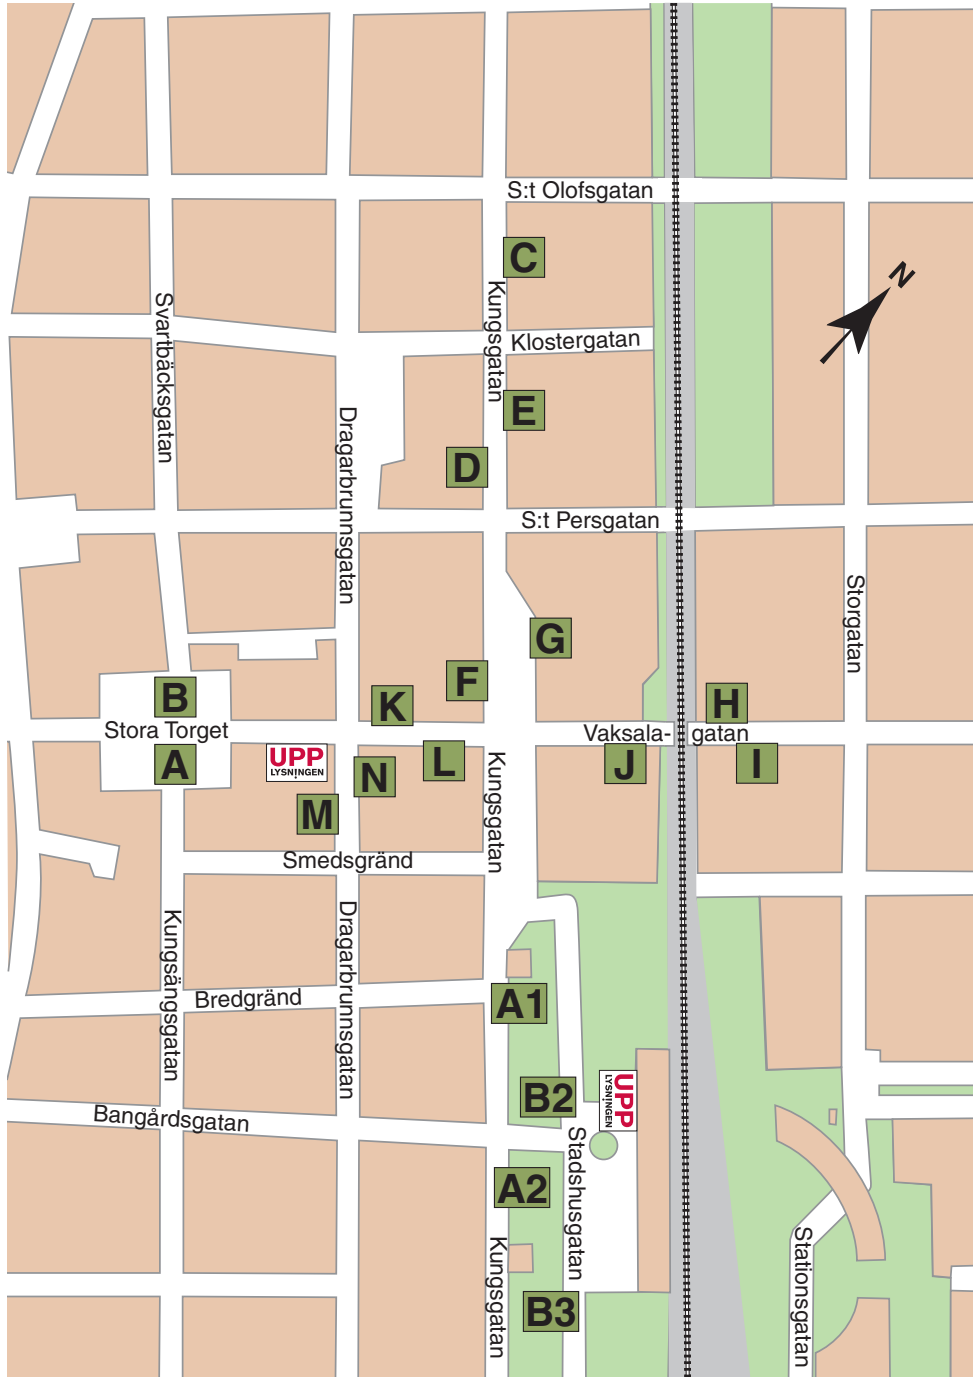 S:t Olofsgatan
C
N
Svartbäcksgatan
Kungsgatan
Klostergatan
E
Dragarbrunnsgatan
D
S:t Persgatan
Storgatan
G
B
K
F
H
Stora Torget
Vaksala-
gatan
A
UPP
LYSNINGEN
N
L
J
I
Kungsgatan
M
Smedsgränd
Kungsängsgatan
Dragarbrunnsgatan
Bredgränd
A1
B2
UPP
LYSNINGEN
Bangårdsgatan
Stadshusgatan
A2
Kungsgatan
Stationsgatan
B3